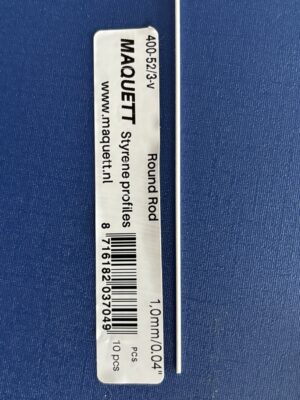 400-52/3-v Round Rod 1,0mm/0.04"
MAQUETT Styrene profiles
www.maquett.nl
8 716182 037049
PCS
10 pcs.